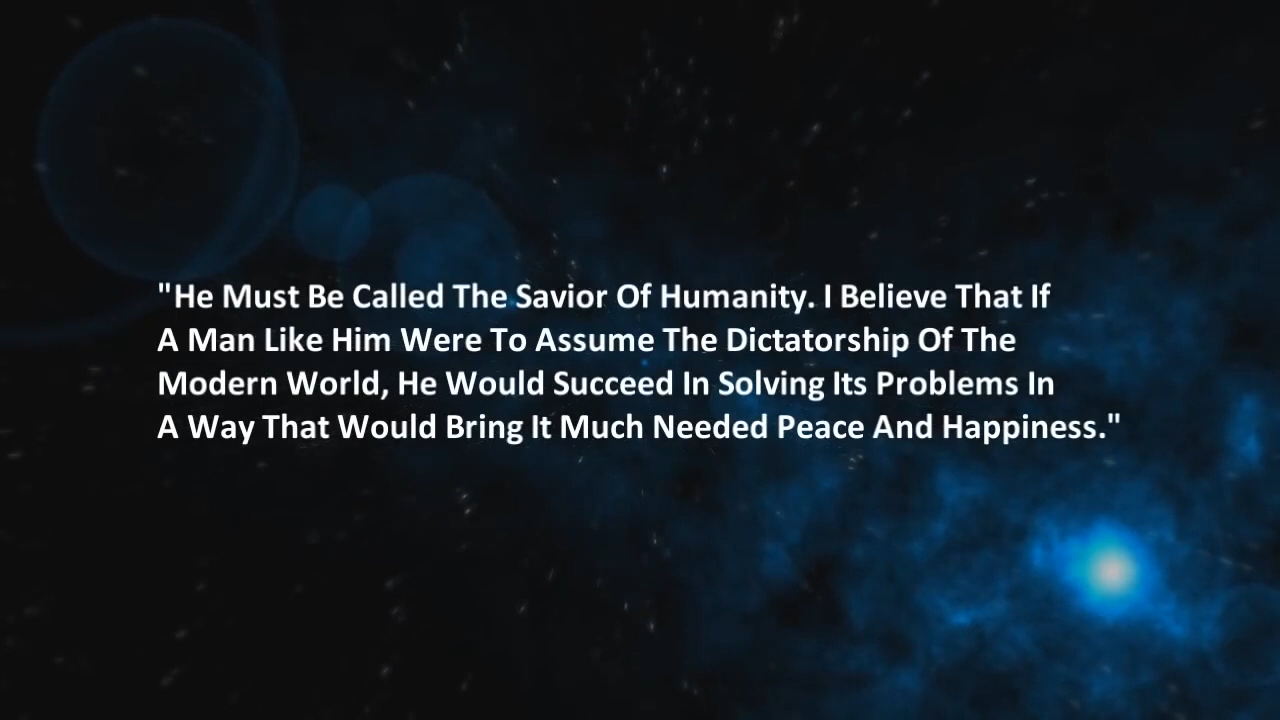 "He Must Be Called The Savior Of Humanity. I Believe That If
A Man Like Him Were To Assume The Dictatorship Of The
Modern World, He Would Succeed In Solving Its Problems In
A Way That Would Bring It Much Needed Peace And Happiness."